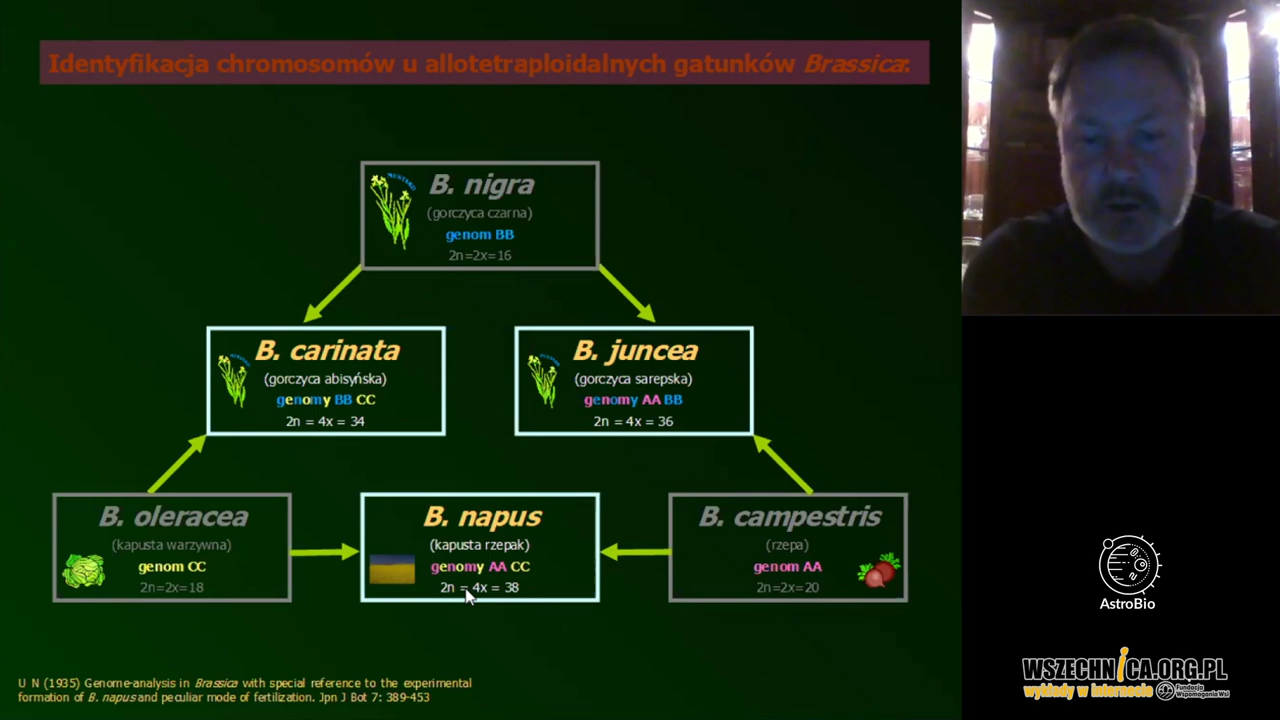 Identyfikacja chromosomów u allotetraploidalnych gatunków Brassica:
MUSTARD
B. nigra
(gorczyca czarna)
genom BB
2n=2x=16
B. carinata
(gorczyca abisyńska)
genomy BB CC
2n = 4x = 34
B. juncea
(gorczyca sarepska)
genomy AA BB
2n = 4x = 36
B. oleracea
(kapusta warzywna)
genom CC
2n=2x=18
B. napus
(kapusta rzepak)
genomy AA CC
2n = 4x = 38
B. campestris
(rzepa)
genom AA
2n=2x=20
U N (1935) Genome-analysis in Brassica with special reference to the experimental
formation of B. napus and peculiar mode of fertilization. Jpn J Bot 7: 389-453
AstroBio
WSZECHNICA.ORG.PL
wykłady w internecie
Fundacja
Wspomagania Wsi